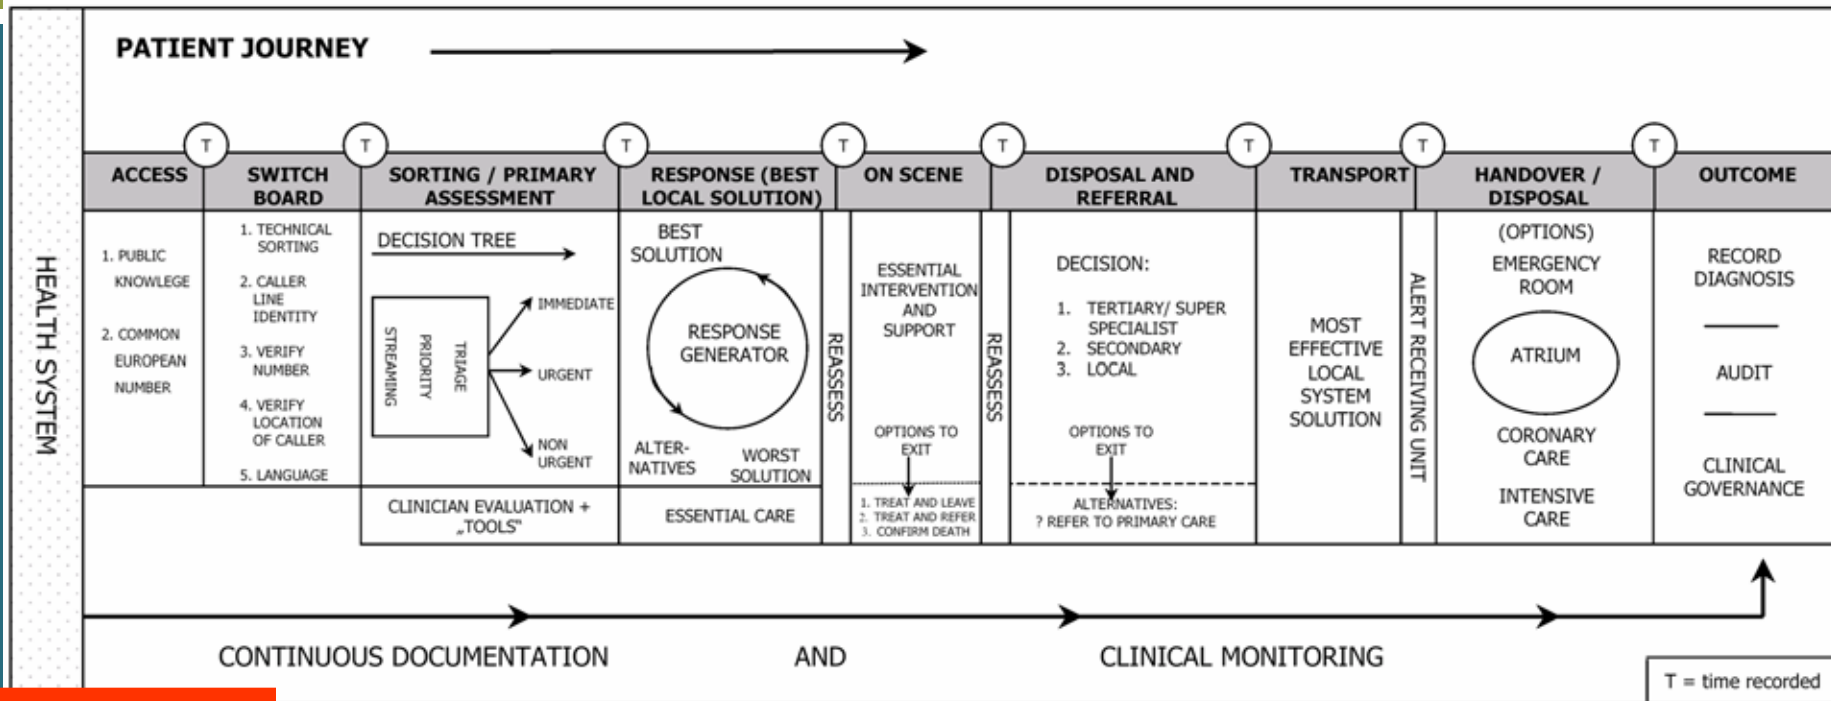 PATIENT JOURNEY
T
T
T
T
T
T
T
T
ACCESS
SWITCH
BOARD
SORTING / PRIMARY
ASSESSMENT
RESPONSE (BEST
LOCAL SOLUTION)
ON SCENE
DISPOSAL AND
REFERRAL
TRANSPORT
HANDOVER /
DISPOSAL
OUTCOME
HEALTH SYSTEM
1. PUBLIC
KNOWLEGE
2. COMMON
EUROPEAN
NUMBER
1. TECHNICAL
SORTING
2. CALLER
LINE
IDENTITY
3. VERIFY
NUMBER
4. VERIFY
LOCATION
OF CALLER
5. LANGUAGE
DECISION TREE
TRIAGE
PRIORITY
STREAMING
IMMEDIATE
URGENT
NON
URGENT
CLINICIAN EVALUATION +
„TOOLS“
BEST
SOLUTION
RESPONSE
GENERATOR
ALTER-
NATIVES
WORST
SOLUTION
ESSENTIAL CARE
REASSESS
ESSENTIAL
INTERVENTION
AND
SUPPORT
OPTIONS TO
EXIT
1. TREAT AND LEAVE
2. TREAT AND REFER
3. CONFIRM DEATH
REASSESS
DECISION:
1. TERTIARY/ SUPER
SPECIALIST
2. SECONDARY
3. LOCAL
OPTIONS TO
EXIT
ALTERNATIVES:
? REFER TO PRIMARY CARE
MOST
EFFECTIVE
LOCAL
SYSTEM
SOLUTION
ALERT RECEIVING UNIT
(OPTIONS)
EMERGENCY
ROOM
ATRIUM
CORONARY
CARE
INTENSIVE
CARE
RECORD
DIAGNOSIS
AUDIT
CLINICAL
GOVERNANCE
CONTINUOUS DOCUMENTATION AND CLINICAL MONITORING
T = time recorded